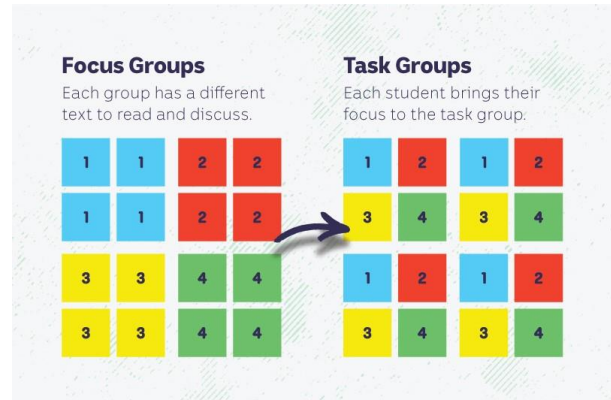 Focus Groups
Each group has a different
text to read and discuss.
1 1 2 2
1 1 2 2
3 3 4 4
3 3 4 4
Task Groups
Each student brings their
focus to the task group.
1 2 1 2
3 4 3 4
1 2 1 2
3 4 3 4